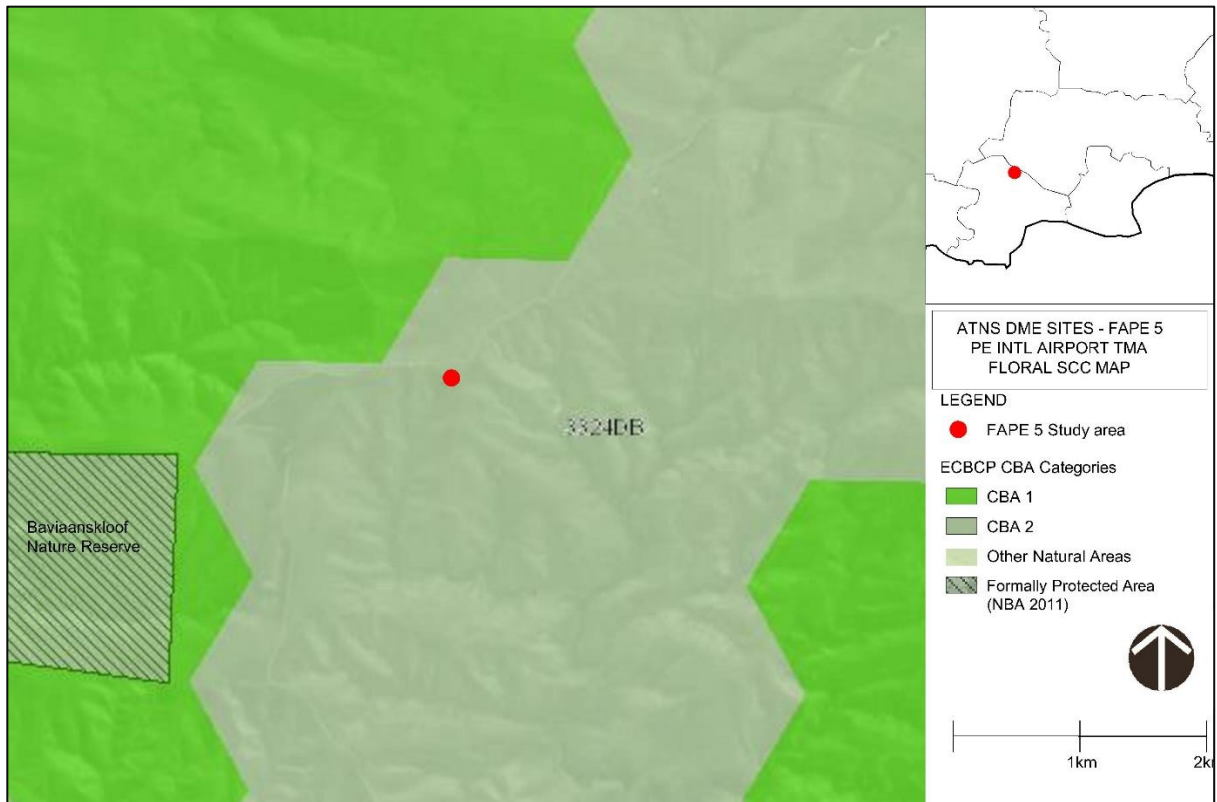 Baviaanskloof
Nature Reserve
3324DB
ATNS DME SITES - FAPE 5
PE INTL AIRPORT TMA
FLORAL SCC MAP
LEGEND
FAPE 5 Study area
ECBCP CBA Categories
CBA 1
CBA 2
Other Natural Areas
Formally Protected Area
(NBA 2011)
1km
2k